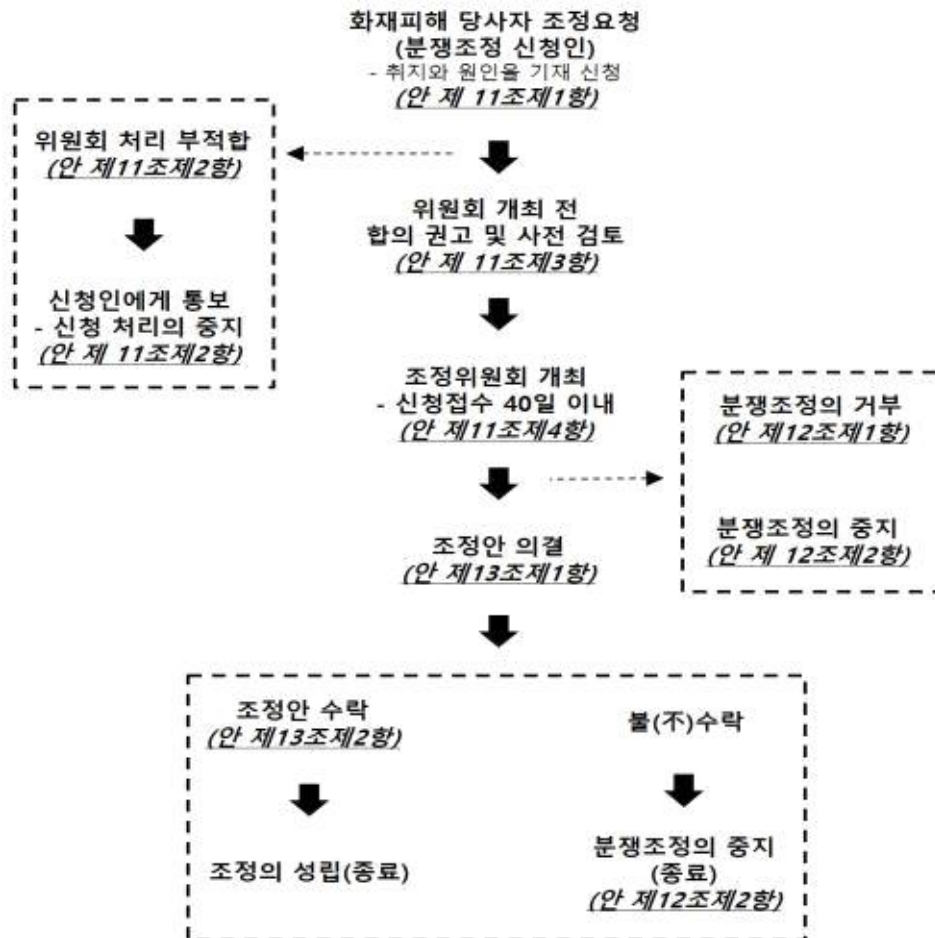 화재피해 당사자 조정요청
(분쟁조정 신청인)
- 취지와 원인을 기재 신청
(안 제 11조제1항)
위원회 처리 부적합
(안 제11조제2항)
신청인에게 통보
- 신청 처리의 중지
(안 제 11조제2항)
위원회 개최 전
합의 권고 및 사전 검토
(안 제 11조제3항)
조정위원회 개최
- 신청접수 40일 이내
(안 제11조제4항)
분쟁조정의 거부
(안 제12조제1항)
분쟁조정의 중지
(안 제 12조제2항)
조정안 의결
(안 제13조제1항)
조정안 수락
(안 제13조제2항)
조정의 성립(종료)
불(不)수락
분쟁조정의 중지
(종료)
(안 제12조제2항)